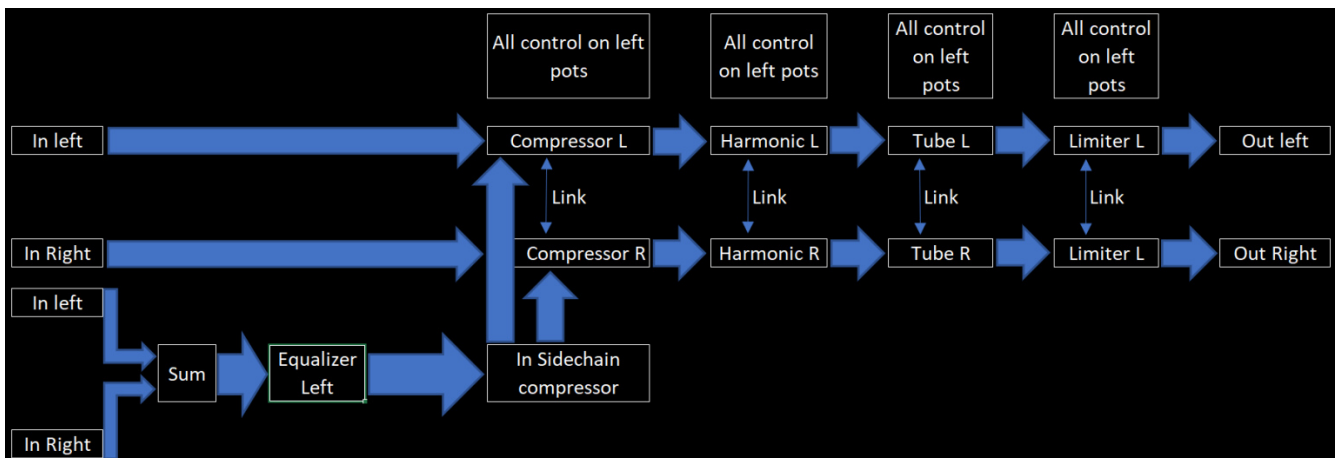 All control on left
pots
All control
on left pots
All control
on left
pots
All control
on left
pots
In left
Compressor L
Harmonic L
Tube L
Limiter L
Out left
Link
Link
Link
Link
In Right
Compressor R
Harmonic R
Tube R
Limiter L
Out Right
In left
Sum
Equalizer
Left
In Sidechain
compressor
In Right